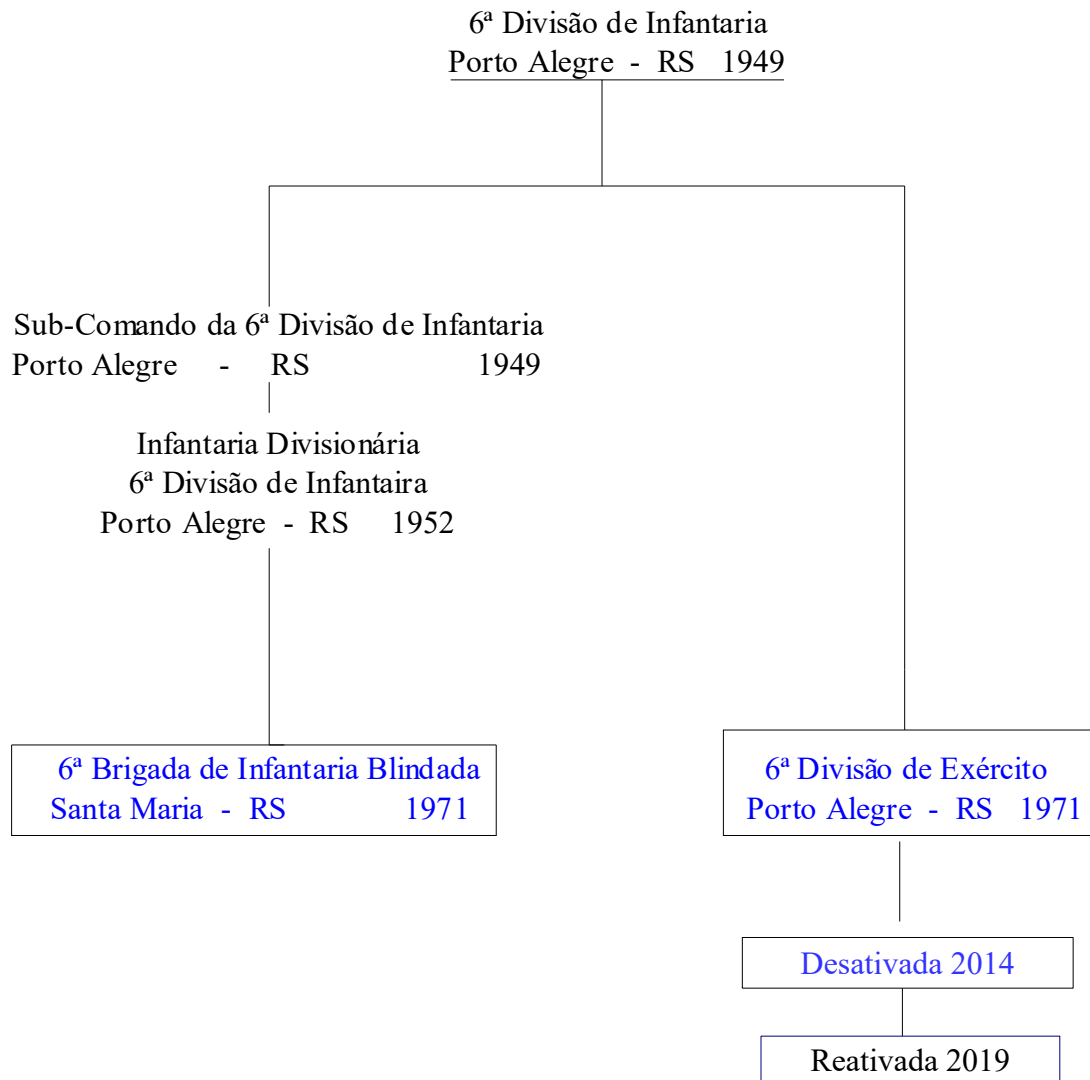 6ª Divisão de Infantaria
Porto Alegre - RS 1949
Sub-Comando da 6ª Divisão de Infantaria
Porto Alegre - RS 1949
Infantaria Divisionária
6ª Divisão de Infantaira
Porto Alegre - RS 1952
6ª Brigada de Infantaria Blindada
Santa Maria - RS 1971
6ª Divisão de Exército
Porto Alegre - RS 1971
Desativada 2014
Reativada 2019